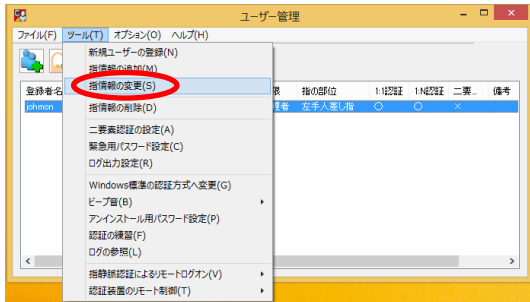 ユーザー管理
ファイル(F) ツール(T) オプション(O) ヘルプ(H)
新規ユーザーの登録(N)
指情報の追加(M)
指情報の変更(S)
指情報の削除(D)
二要素認証の設定(A)
緊急用パスワード設定(C)
ログ出力設定(R)
Windows標準の認証方式へ変更(G)
ビープ音(B)
アンインストール用パスワード設定(P)
認証の練習(F)
ログの参照(L)
指静脈認証によるリモートログオン(V)
認証装置のリモート制御(T)
登録者名 限 指の部位 1:1認証 1:N認証 二要... 備考
johmon 理者 左手人差し指 ○ ○ ×